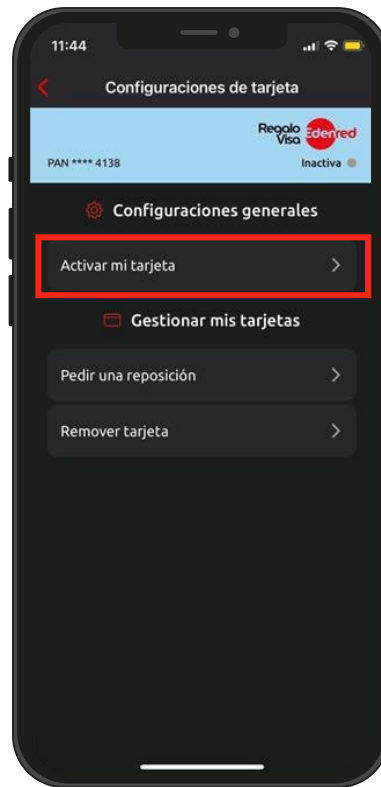 11:44
Configuraciones de tarjeta
Regalo
Visa
Edenred
PAN **** 4138
Inactiva
Configuraciones generales
Activar mi tarjeta
Gestionar mis tarjetas
Pedir una reposición
Remover tarjeta